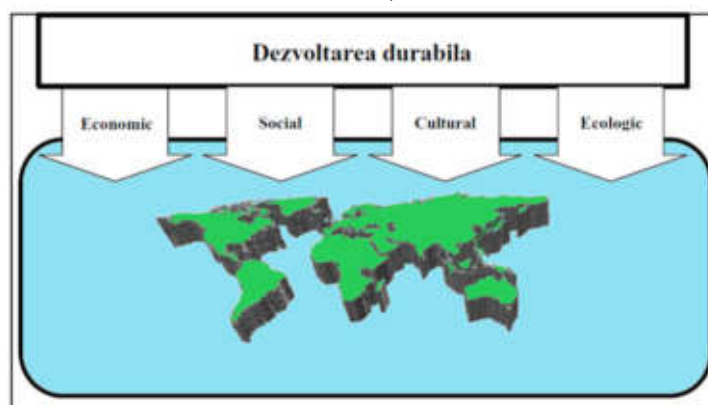 Dezvoltarea durabila
Economic
Social
Cultural
Ecologic